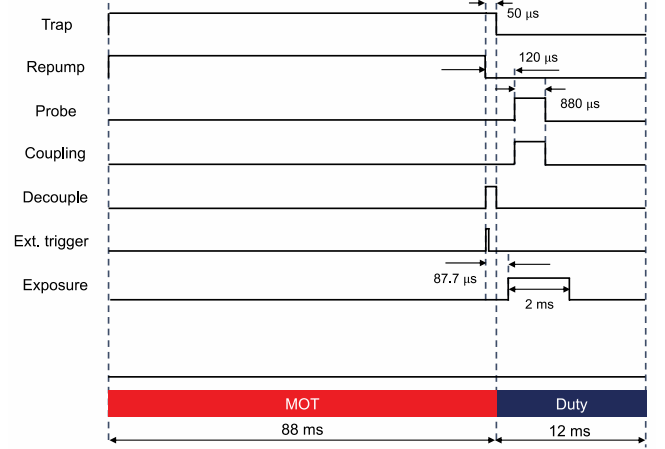 Trap
50 μs
Repump
120 μs
Probe
880 μs
Coupling
Decouple
Ext. trigger
87.7 μs
Exposure
2 ms
MOT
Duty
88 ms
12 ms